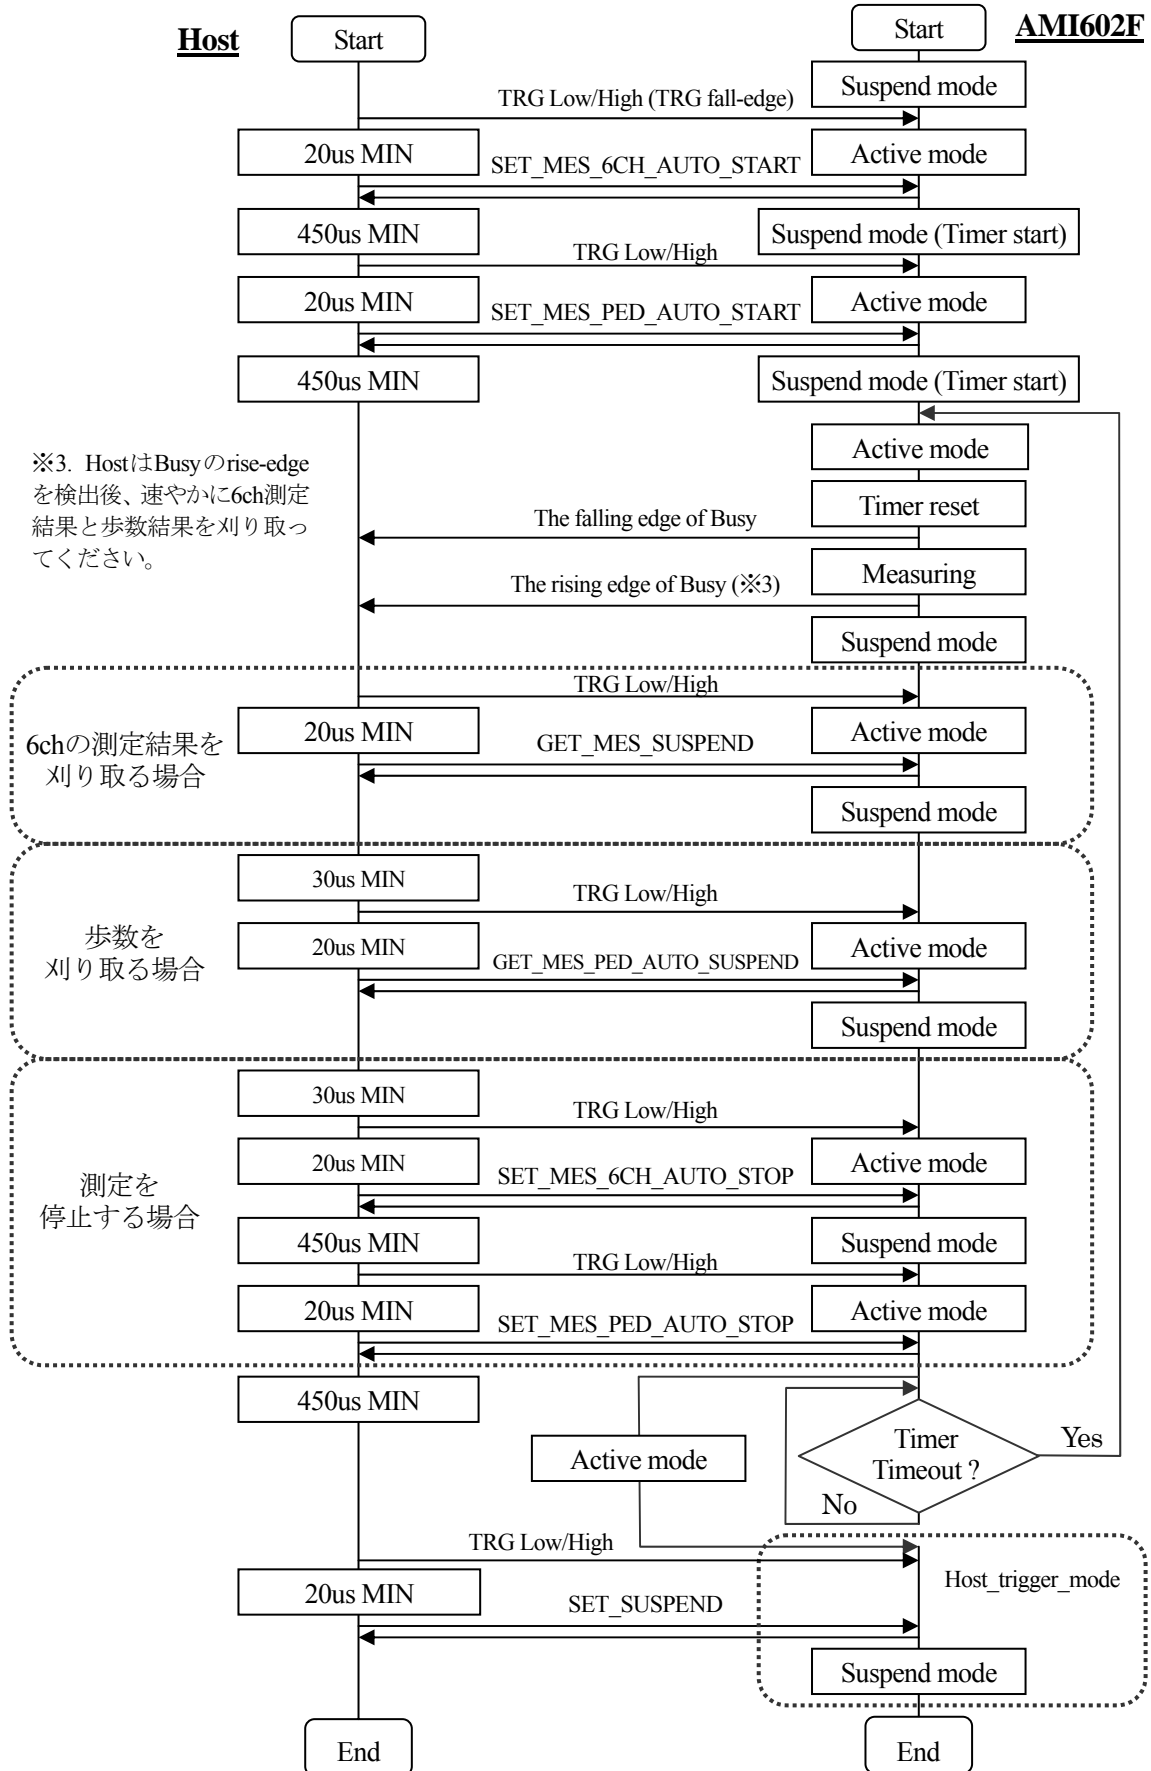 Host
Start
Start
AMI602F
Suspend mode
TRG Low/High (TRG fall-edge)
20us MIN
Active mode
SET_MES_6CH_AUTO_START
450us MIN
Suspend mode (Timer start)
TRG Low/High
20us MIN
Active mode
SET_MES_PED_AUTO_START
450us MIN
Suspend mode (Timer start)
Active mode
※3. HostはBusyのrise-edge
を検出後、速やかに6ch測定
結果と歩数結果を刈り取っ
てください。
Timer reset
The falling edge of Busy
Measuring
The rising edge of Busy (※3)
Suspend mode
TRG Low/High
6chの測定結果を
刈り取る場合
20us MIN
Active mode
GET_MES_SUSPEND
Suspend mode
30us MIN
TRG Low/High
歩数を
刈り取る場合
20us MIN
Active mode
GET_MES_PED_AUTO_SUSPEND
Suspend mode
30us MIN
TRG Low/High
測定を
停止する場合
20us MIN
Active mode
SET_MES_6CH_AUTO_STOP
450us MIN
Suspend mode
TRG Low/High
20us MIN
Active mode
SET_MES_PED_AUTO_STOP
450us MIN
Active mode
Timer
Timeout ?
Yes
No
TRG Low/High
Host_trigger_mode
20us MIN
SET_SUSPEND
Suspend mode
End
End